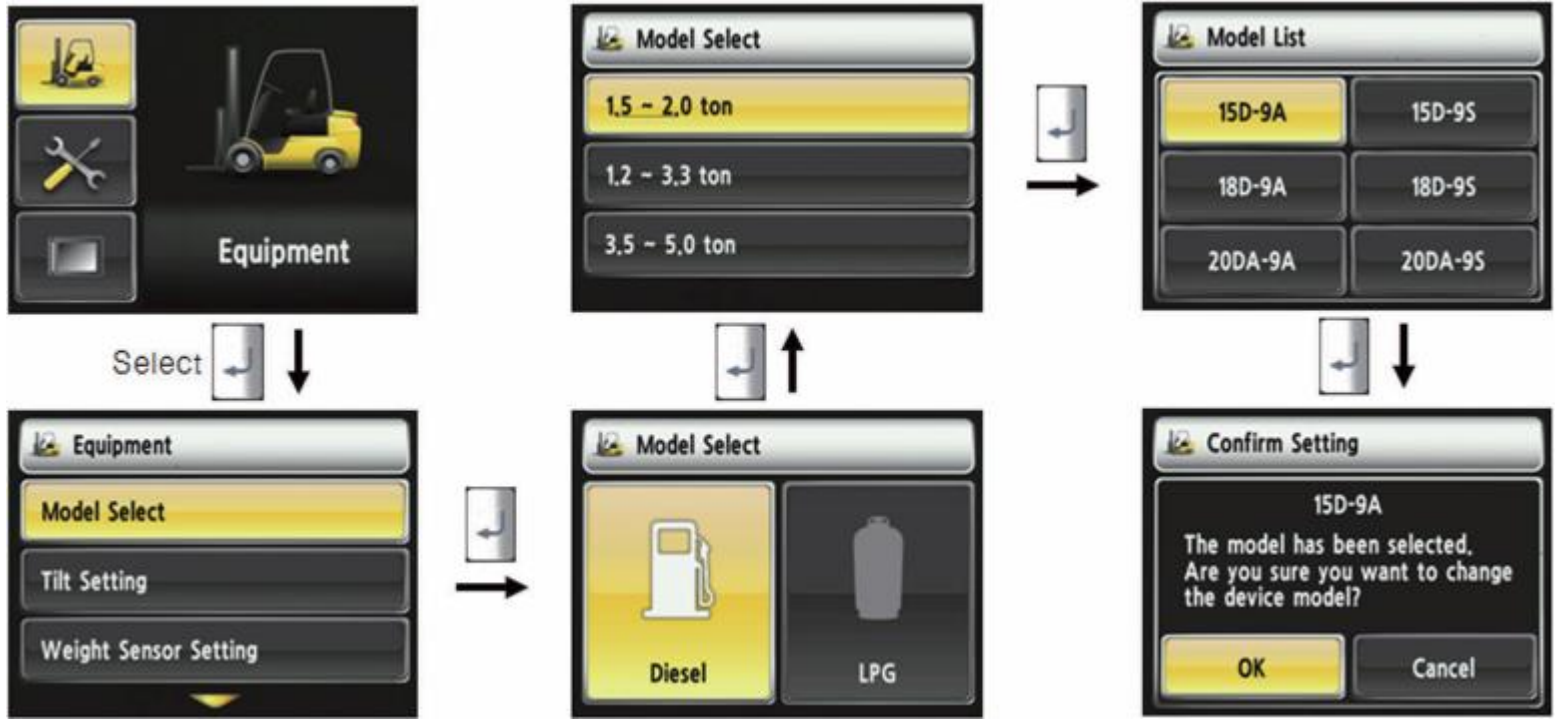 Equipment
Select
Equipment
Model Select
Tilt Setting
Weight Sensor Setting
Model Select
Diesel
LPG
Model Select
1.5 ~ 2.0 ton
1.2 ~ 3.3 ton
3.5 ~ 5.0 ton
Model List
15D-9A
15D-9S
18D-9A
18D-9S
20DA-9A
20DA-9S
Confirm Setting
15D-9A
The model has been selected.
Are you sure you want to change
the device model?
OK
Cancel